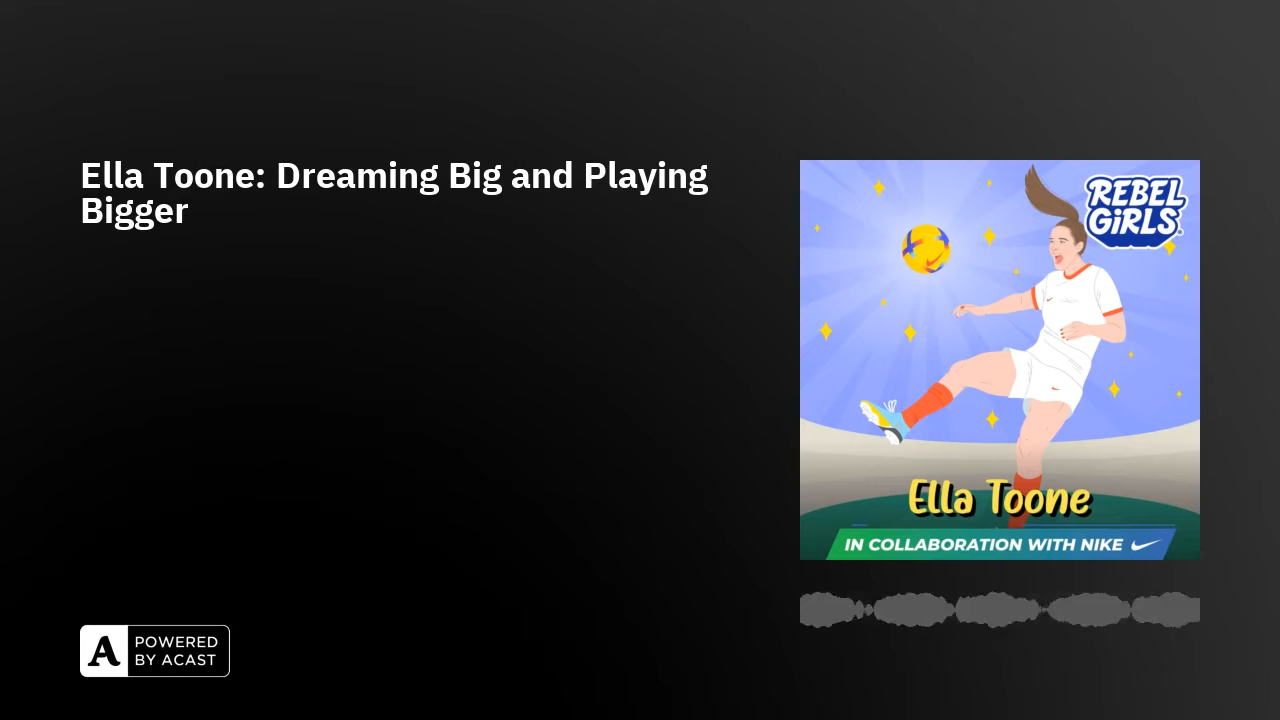 Ella Toone: Dreaming Big and Playing
Bigger
REBEL
GiRLS
Ella Toone
IN COLLABORATION WITH NIKE
A POWERED
BY ACAST